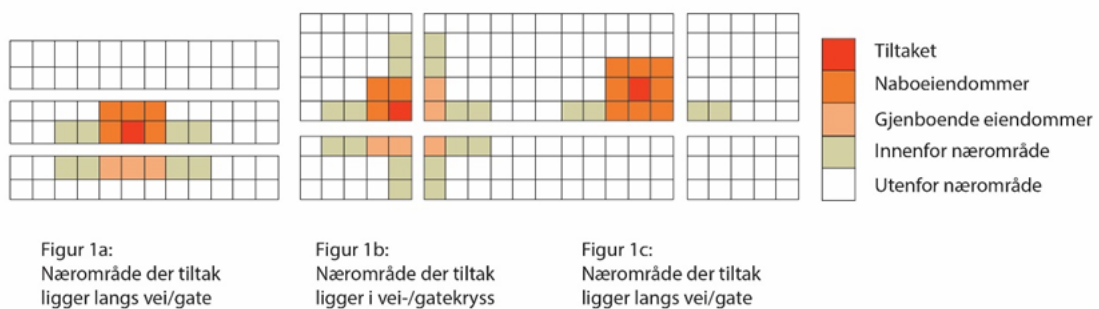 Tiltaket
Naboeiendommer
Gjenboende eiendommer
Innenfor nærområde
Utenfor nærområde
Figur 1a:
Nærområde der tiltak
ligger langs vei/gate
Figur 1b:
Nærområde der tiltak
ligger i vei-/gatekryss
Figur 1c:
Nærområde der tiltak
ligger langs vei/gate